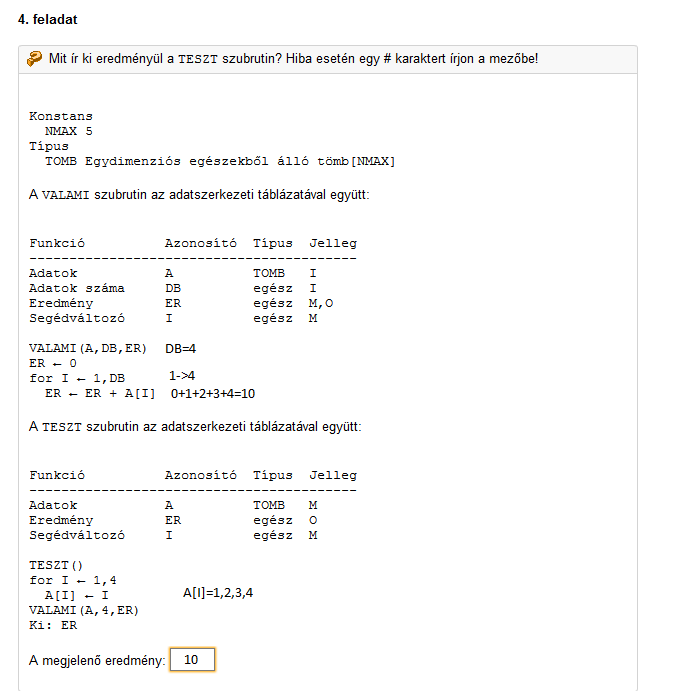 4. feladat
Mit ír ki eredményül a TESZT szubrutin? Hiba esetén egy # karaktert írjon a mezőbe!
Konstans
NMAX 5
Típus
TOMB Egydimenziós egészekből álló tömb[NMAX]
A VALAMI szubrutin az adatszerkezeti táblázatával együtt:
Funkció Azonosító Típus Jelleg
-----------------------------------------
Adatok A TOMB I
Adatok száma DB egész I
Eredmény ER egész M,O
Segédváltozó I egész M
VALAMI(A,DB,ER) DB=4
ER ← 0
for I ← 1,DB 1->4
ER ← ER + A[I] 0+1+2+3+4=10
A TESZT szubrutin az adatszerkezeti táblázatával együtt:
Funkció Azonosító Típus Jelleg
-----------------------------------------
Adatok A TOMB M
Eredmény ER egész O
Segédváltozó I egész M
TESZT()
for I ← 1,4
A[I] ← I A[I]=1,2,3,4
VALAMI(A,4,ER)
Ki: ER
A megjelenő eredmény: 10